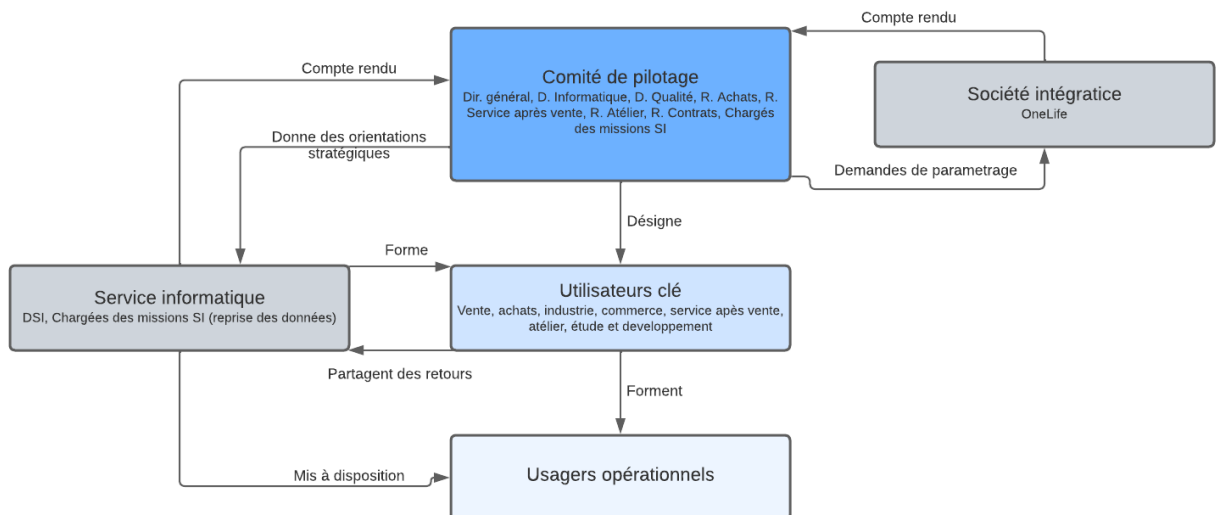 Compte rendu
Comité de pilotage
Dir. général, D. Informatique, D. Qualité, R. Achats, R.
Service après vente, R. Atélier, R. Contrats, Chargés
des missions SI
Compte rendu
Société intégratice
OneLife
Donne des orientations
stratégiques
Demandes de parametrage
Désigne
Forme
Service informatique
DSI, Chargées des missions SI (reprise des données)
Utilisateurs clé
Vente, achats, industrie, commerce, service apès vente,
atélier, étude et developpement
Partagent des retours
Forment
Mis à disposition
Usagers opérationnels